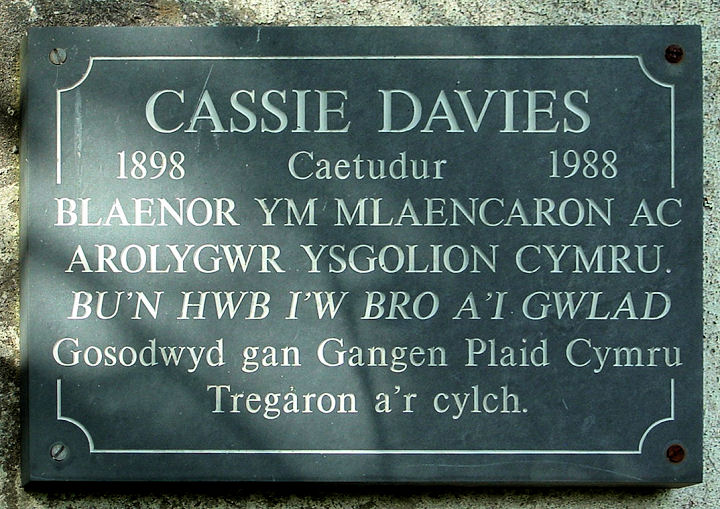 CASSIE DAVIES
1898 Caetudur 1988
BLAENOR YM MLAENCARON AC
AROLYGWR YSGOLION CYMRU.
BU'N HWB I'W BRO A'I GWLAD
Gosodwyd gan Gangen Plaid Cymru
Tregaron a'r cylch.